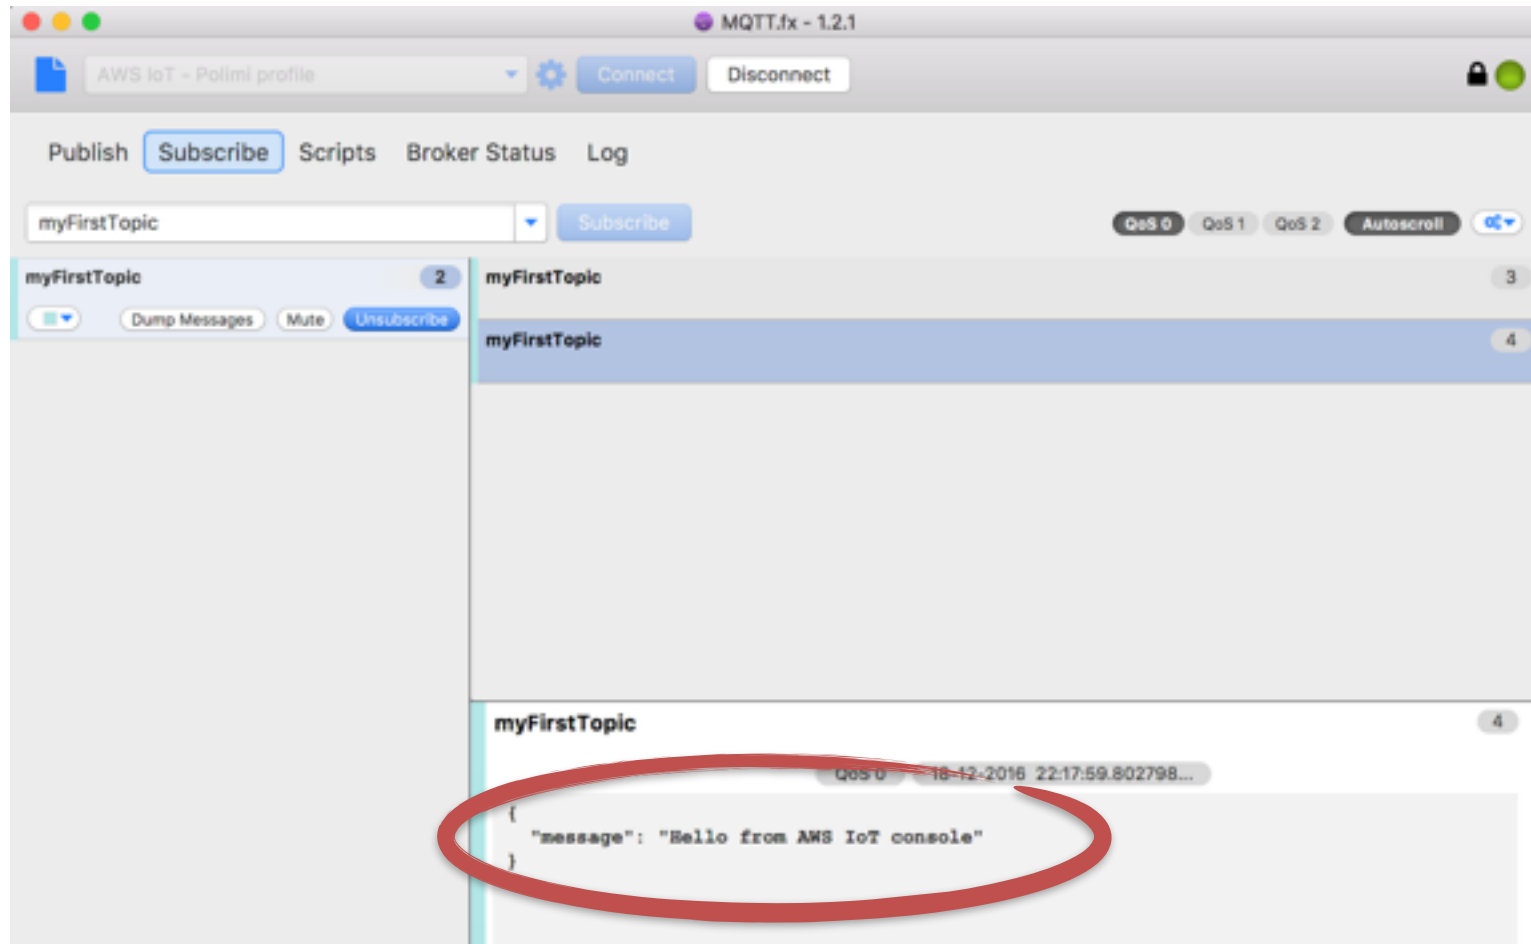 MQTT.fx - 1.2.1
AWS IoT - Polimi profile Connect Disconnect
Publish Subscribe Scripts Broker Status Log
myFirstTopic Subscribe QoS 0 QoS 1 QoS 2 Autoscroll
myFirstTopic 2
Dump Messages Mute Unsubscribe
myFirstTopic 3
myFirstTopic 4
myFirstTopic 4
QoS 0 18-12-2016 22:17:59.802798...
{
"message": "Hello from AWS IoT console"
}